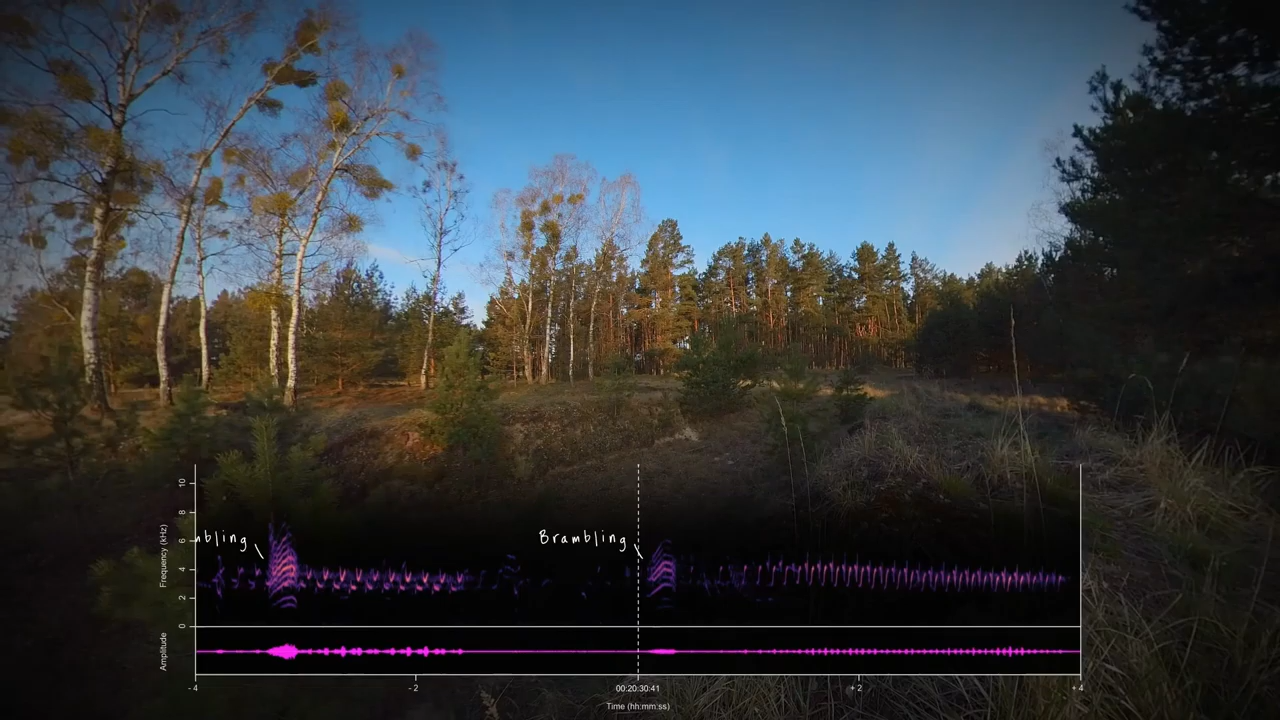 mbling
Brambling
Frequency (kHz)
10
8
6
4
2
0
Amplitude
- 4
- 2
00:20:30:41
+ 2
+ 4
Time (hh:mm:ss)